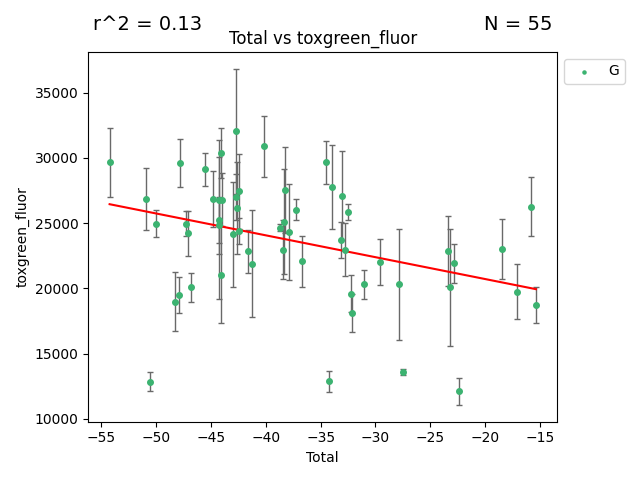 r^2 = 0.13
N = 55
Total vs toxgreen_fluor
G
toxgreen_fluor
35000
30000
25000
20000
15000
10000
−55
−50
−45
−40
−35
−30
−25
−20
−15
Total